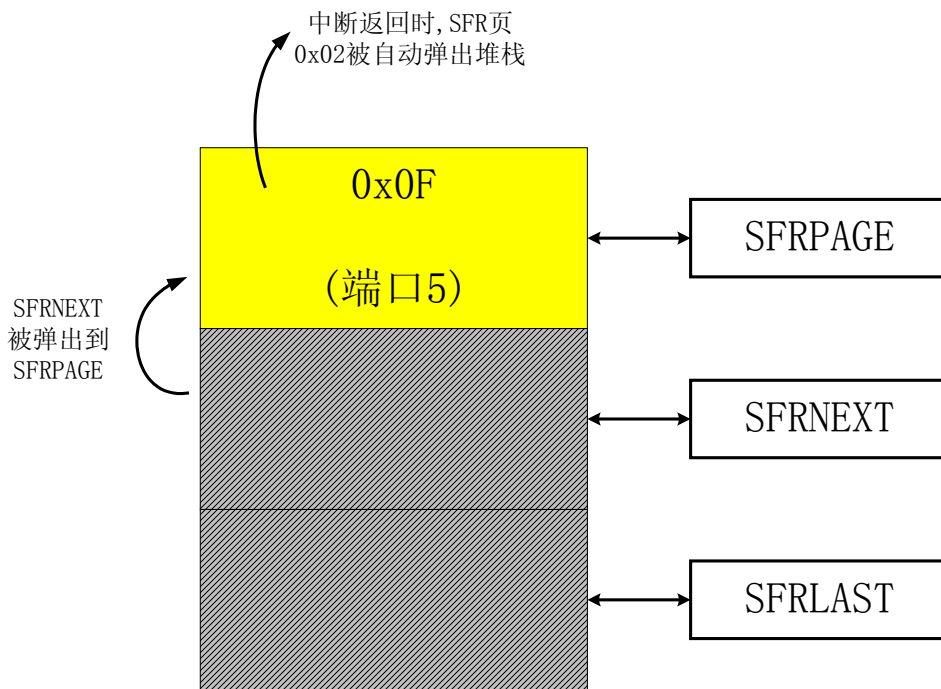 中断返回时,SFR页
0x02被自动弹出堆栈
0x0F
(端口5)
SFRPAGE
SFRNEXT
被弹出到
SFRPAGE
SFRNEXT
SFRLAST